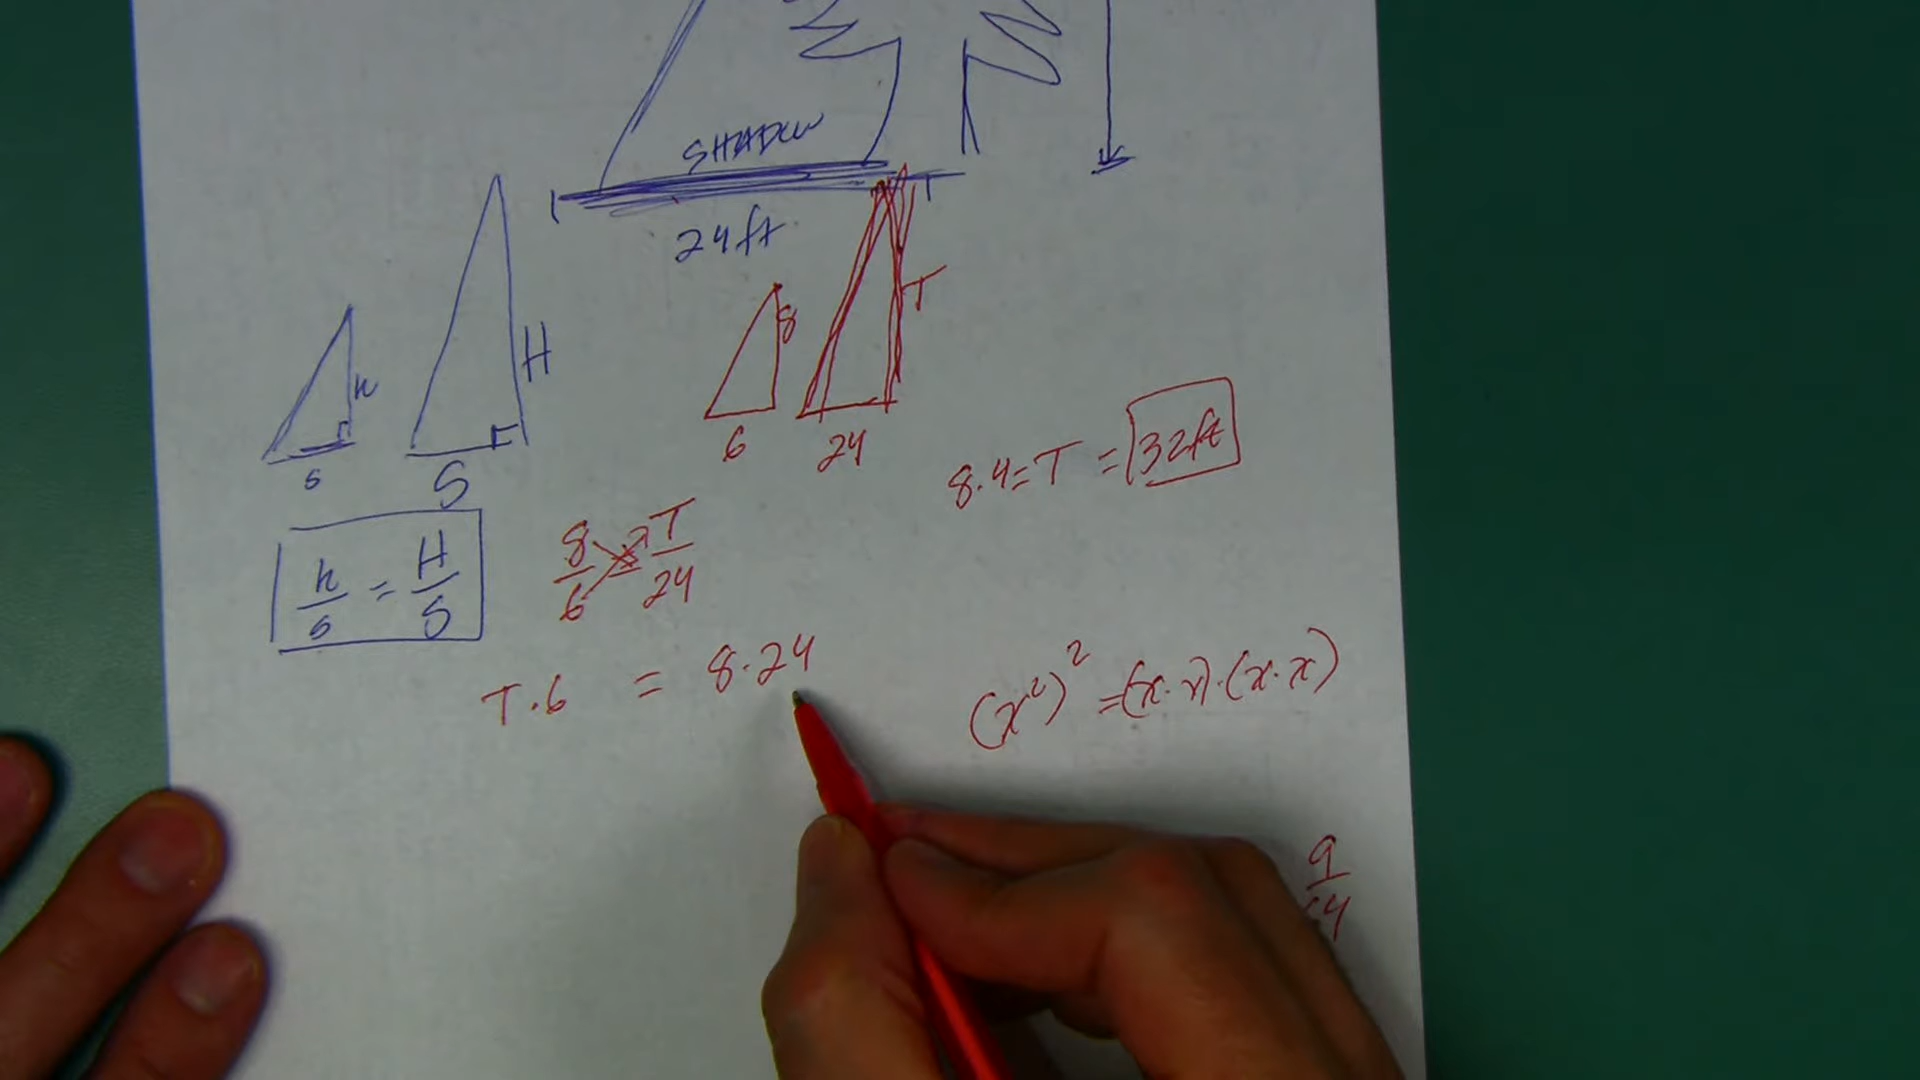 SHADOW
24ft
h
s
H
S
8
6
T
24
h/s = H/S
8/6 = T/24
8.4 = T = 32ft
T.6 = 8.24
(x²)² = (x.x).(x.x)